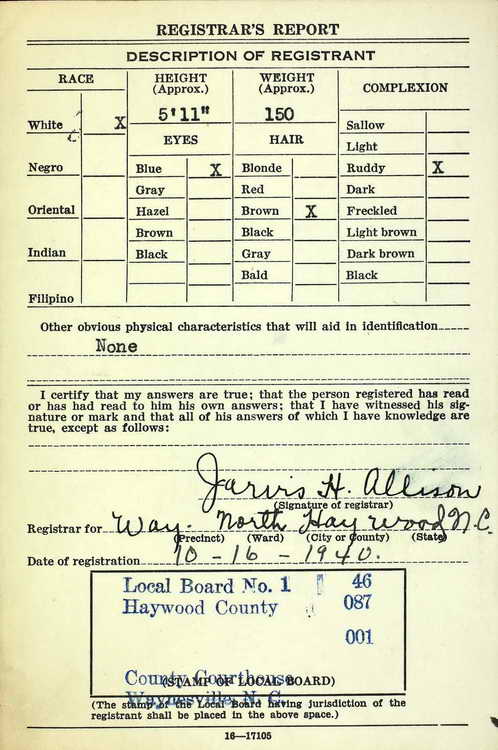 REGISTRAR'S REPORT
DESCRIPTION OF REGISTRANT
RACE HEIGHT (Approx.) WEIGHT (Approx.) COMPLEXION
5'11" 150
White X EYES HAIR Sallow
Light
Negro Blue X Blonde Ruddy X
Gray Red Dark
Oriental Hazel Brown X Freckled
Brown Black Light brown
Indian Black Gray Dark brown
Bald Black
Filipino
Other obvious physical characteristics that will aid in identification
None
I certify that my answers are true; that the person registered has read
or has had read to him his own answers; that I have witnessed his sig-
nature or mark and that all of his answers of which I have knowledge are
true, except as follows:
Jarvis H. Allison
(Signature of registrar)
Registrar for Way. North Haywood N.C.
(Precinct) (Ward) (City or County) (State)
Date of registration 10 - 16 - 1940.
Local Board No. 1 46
Haywood County 087
001
County Courthouse
(STAMP OF LOCAL BOARD)
Waynesville, N. C.
(The stamp of the Local Board having jurisdiction of the
registrant shall be placed in the above space.)
16—17105